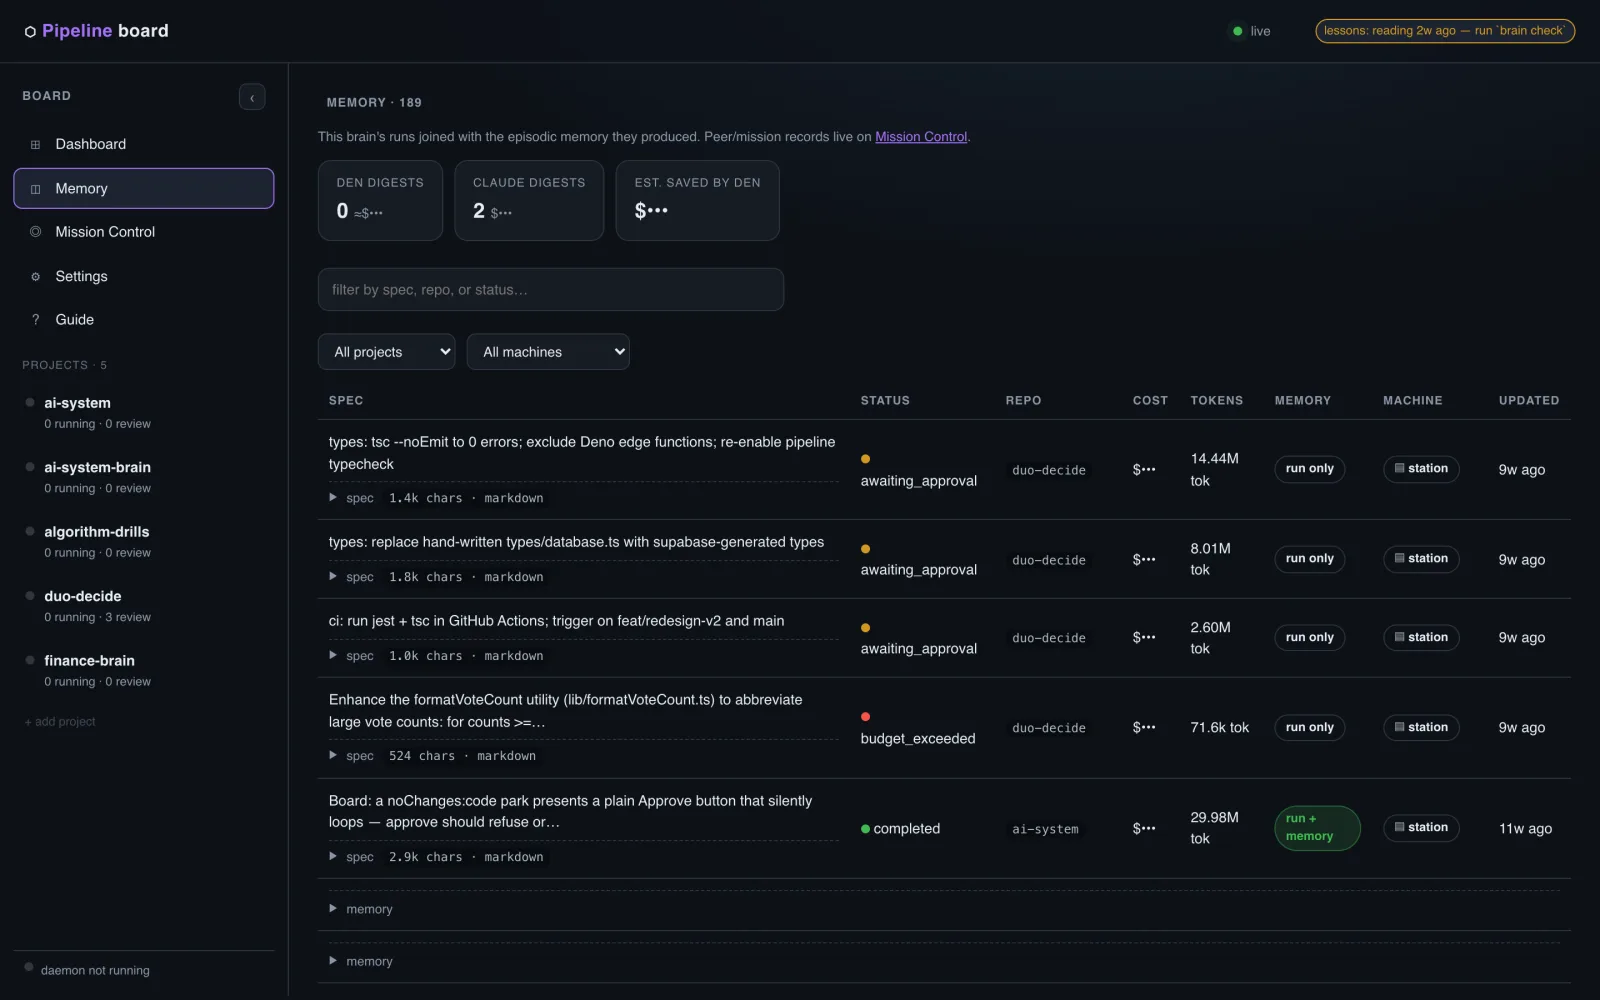 Pipeline board
live
lessons: reading 2w ago — run `brain check`
BOARD
‹
Dashboard
Memory
Mission Control
Settings
? Guide
PROJECTS · 5
ai-system
0 running · 0 review
ai-system-brain
0 running · 0 review
algorithm-drills
0 running · 0 review
duo-decide
0 running · 3 review
finance-brain
0 running · 0 review
+ add project
daemon not running
MEMORY · 189
This brain's runs joined with the episodic memory they produced. Peer/mission records live on Mission Control.
DEN DIGESTS
0 ≈$•••
CLAUDE DIGESTS
2 $•••
EST. SAVED BY DEN
$•••
filter by spec, repo, or status…
All projects
All machines
SPEC STATUS REPO COST TOKENS MEMORY MACHINE UPDATED
types: tsc --noEmit to 0 errors; exclude Deno edge functions; re-enable pipeline
typecheck
spec 1.4k chars · markdown
awaiting_approval
duo-decide
$•••
14.44M
tok
run only
station
9w ago
types: replace hand-written types/database.ts with supabase-generated types
spec 1.8k chars · markdown
awaiting_approval
duo-decide
$•••
8.01M
tok
run only
station
9w ago
ci: run jest + tsc in GitHub Actions; trigger on feat/redesign-v2 and main
spec 1.0k chars · markdown
awaiting_approval
duo-decide
$•••
2.60M
tok
run only
station
9w ago
Enhance the formatVoteCount utility (lib/formatVoteCount.ts) to abbreviate
large vote counts: for counts >=…
spec 524 chars · markdown
budget_exceeded
duo-decide
$•••
71.6k tok
run only
station
9w ago
Board: a noChanges:code park presents a plain Approve button that silently
loops — approve should refuse or…
spec 2.9k chars · markdown
completed
ai-system
$•••
29.98M
tok
run +
memory
station
11w ago
memory
memory